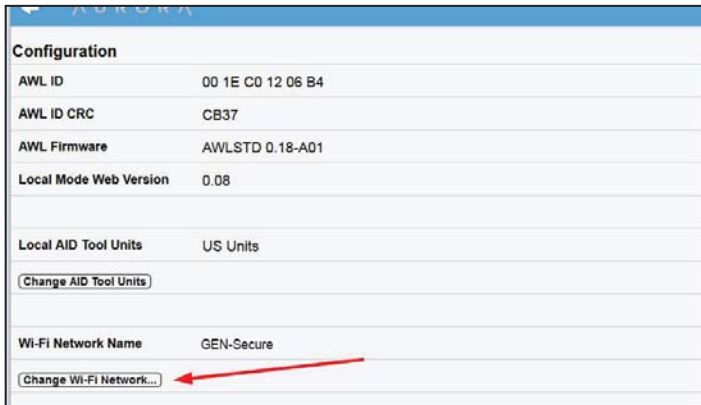 AURORA
Configuration
AWL ID 00 1E C0 12 06 B4
AWL ID CRC CB37
AWL Firmware AWLSTD 0.18-A01
Local Mode Web Version 0.08
Local AID Tool Units US Units
Change AID Tool Units
Wi-Fi Network Name GEN-Secure
Change Wi-Fi Network...